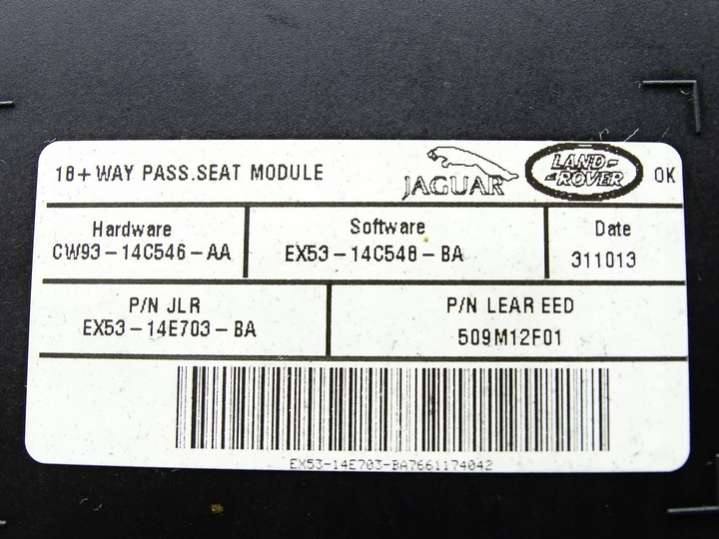 18+ WAY PASS.SEAT MODULE
JAGUAR
LAND-
-ROVER
OK
Hardware
CW93-14C546-AA
Software
EX53-14C548-BA
Date
311013
P/N JLR
EX53-14E703-BA
P/N LEAR EED
509M12F01
EX53-14E703-BA7661174042